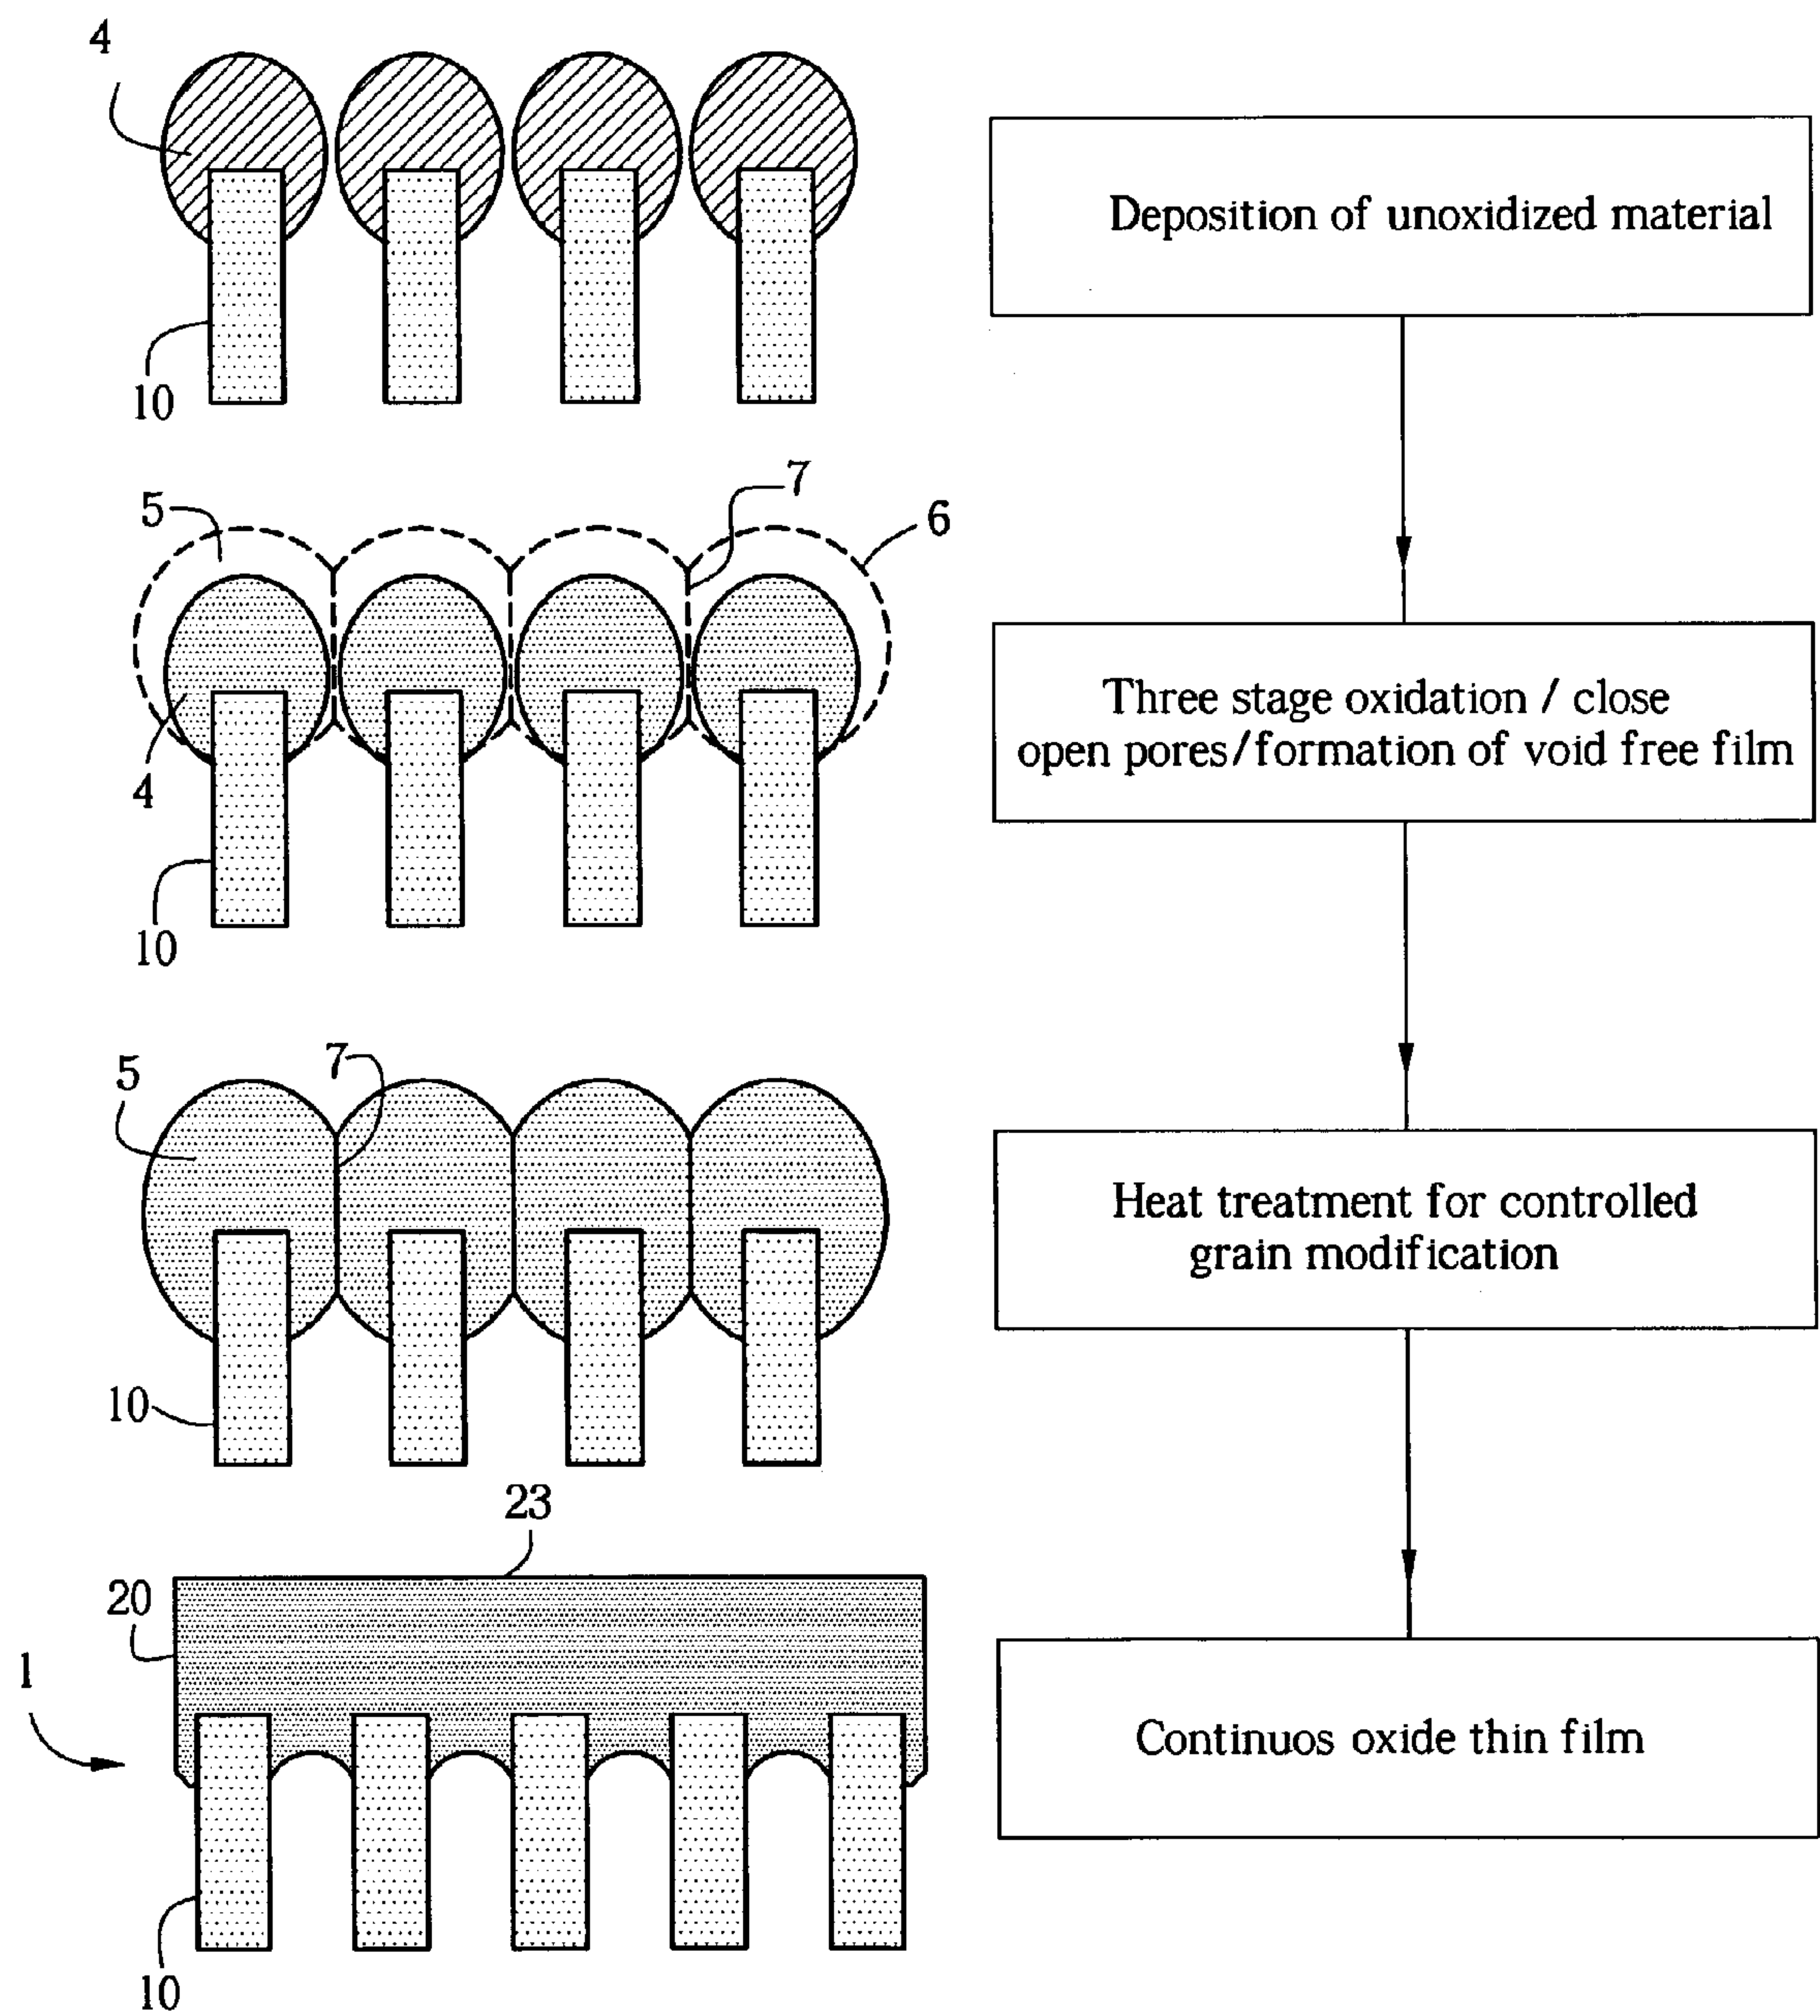 4
10
Deposition of unoxidized material
7
5
6
4
10
Three stage oxidation / close
open pores/formation of void free film
7
5
10
Heat treatment for controlled
grain modification
23
20
1
10
Continuos oxide thin film